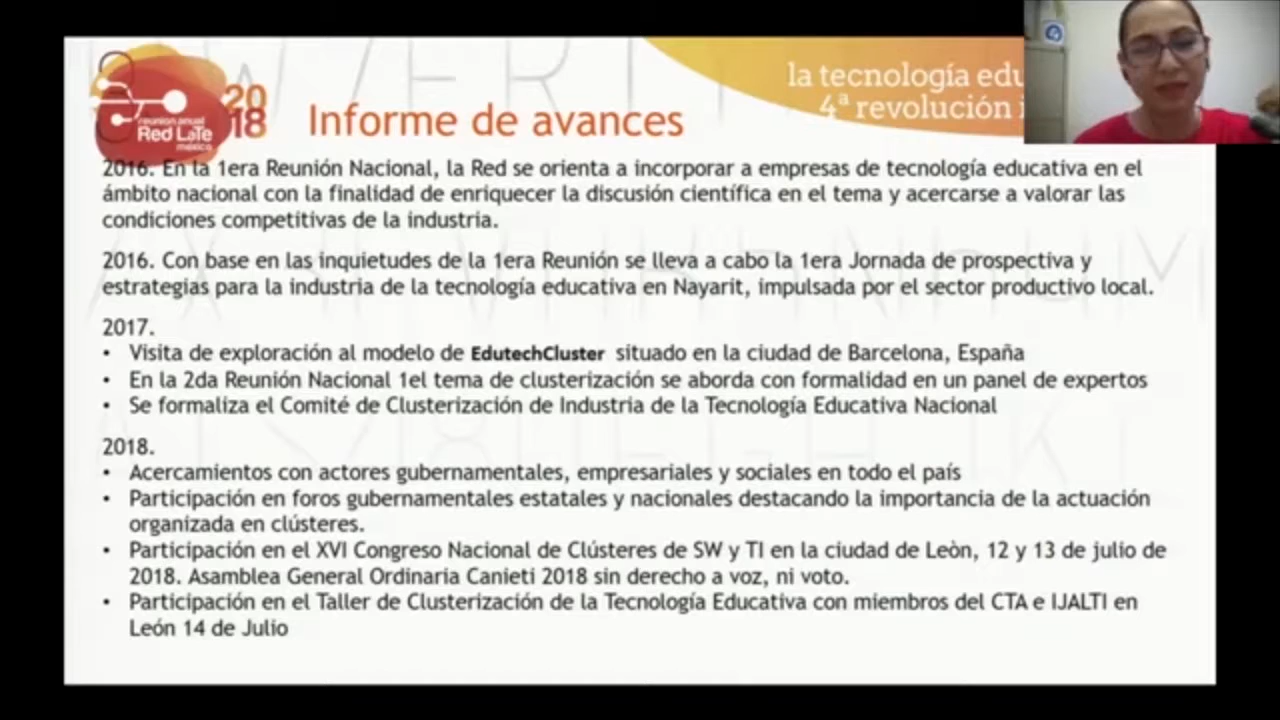 la tecnología edu
4ª revolución i
2018
reunión anual
Red LaTe
méxico
Informe de avances
2016. En la 1era Reunión Nacional, la Red se orienta a incorporar a empresas de tecnología educativa en el
ámbito nacional con la finalidad de enriquecer la discusión científica en el tema y acercarse a valorar las
condiciones competitivas de la industria.
2016. Con base en las inquietudes de la 1era Reunión se lleva a cabo la 1era Jornada de prospectiva y
estrategias para la industria de la tecnología educativa en Nayarit, impulsada por el sector productivo local.
2017.
• Visita de exploración al modelo de EdutechCluster situado en la ciudad de Barcelona, España
• En la 2da Reunión Nacional 1el tema de clusterización se aborda con formalidad en un panel de expertos
• Se formaliza el Comité de Clusterización de Industria de la Tecnología Educativa Nacional
2018.
• Acercamientos con actores gubernamentales, empresariales y sociales en todo el país
• Participación en foros gubernamentales estatales y nacionales destacando la importancia de la actuación
organizada en clústeres.
• Participación en el XVI Congreso Nacional de Clústeres de SW y TI en la ciudad de Leòn, 12 y 13 de julio de
2018. Asamblea General Ordinaria Canieti 2018 sin derecho a voz, ni voto.
• Participación en el Taller de Clusterización de la Tecnología Educativa con miembros del CTA e IJALTI en
León 14 de Julio